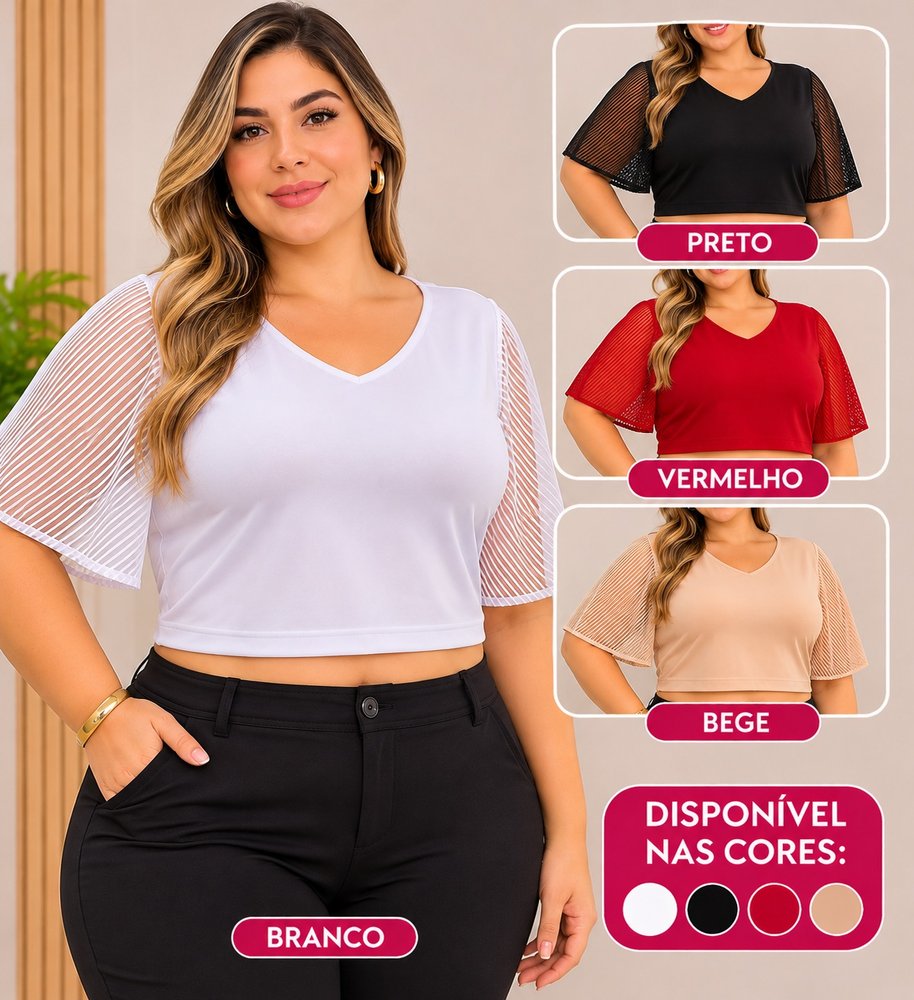 PRETO
VERMELHO
BEGE
DISPONÍVEL
NAS CORES:
BRANCO